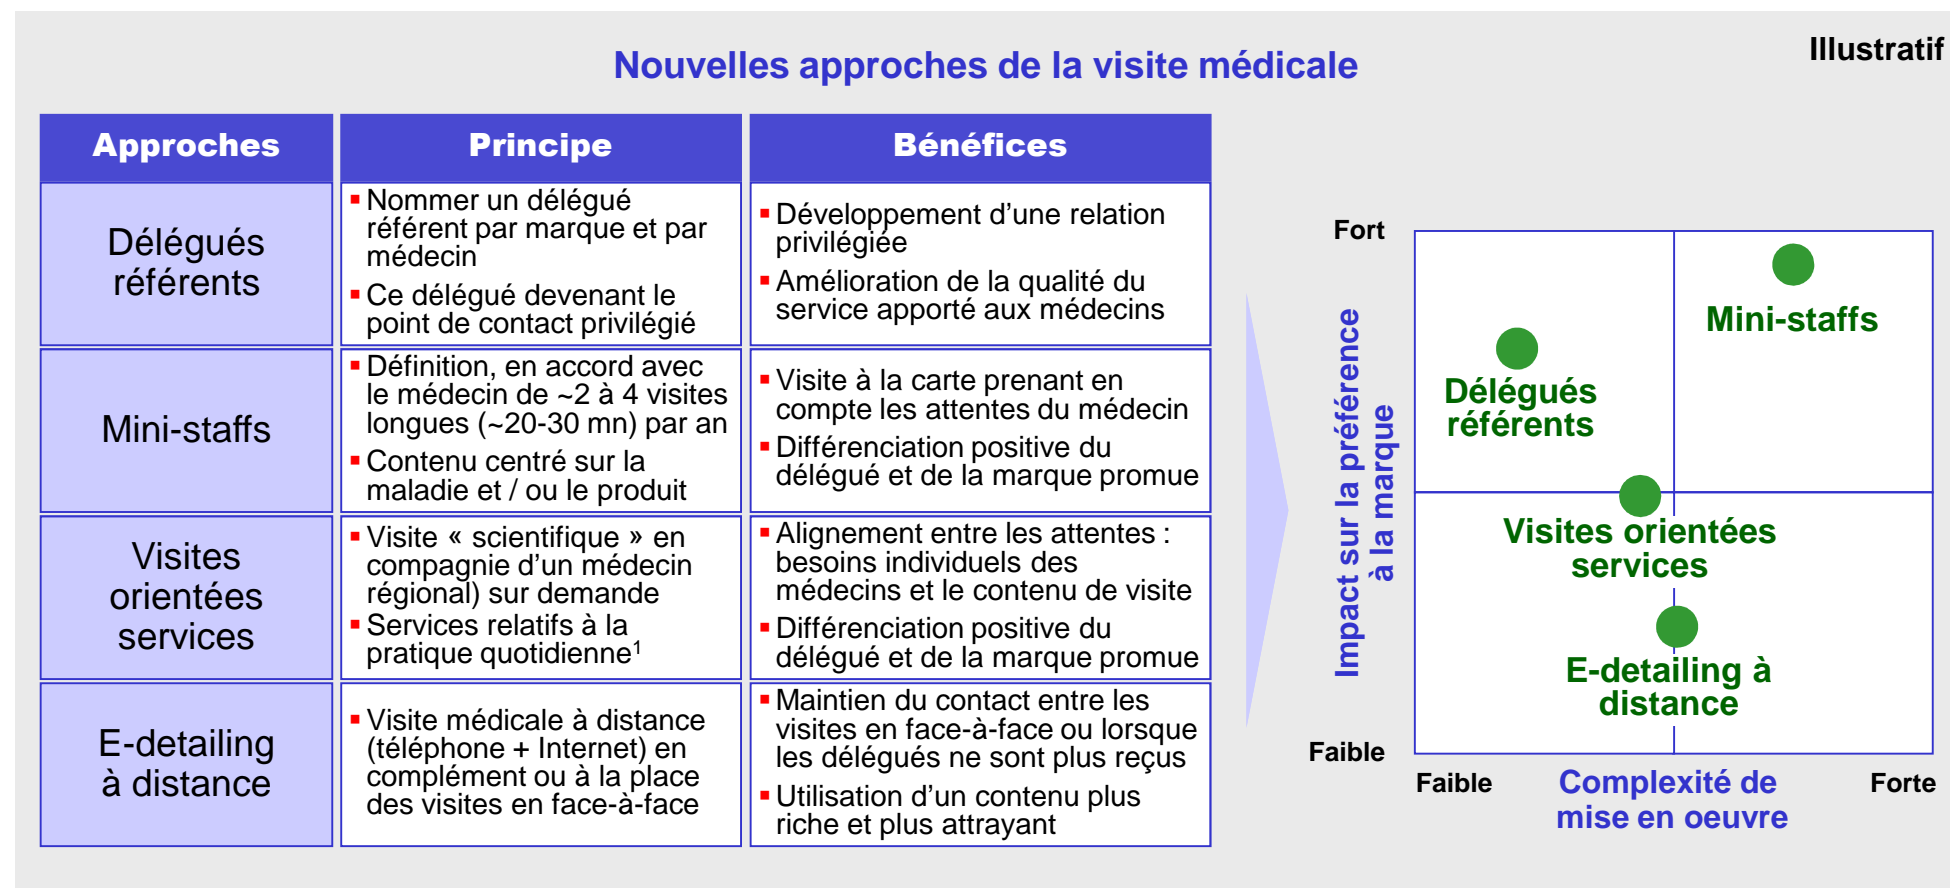 Illustratif
Nouvelles approches de la visite médicale
Approches
Principe
Bénéfices
Délégués
référents
▪ Nommer un délégué
référent par marque et par
médecin
▪ Ce délégué devenant le
point de contact privilégié
▪ Développement d’une relation
privilégiée
▪ Amélioration de la qualité du
service apporté aux médecins
Mini-staffs
▪ Définition, en accord avec
le médecin de ~2 à 4 visites
longues (~20-30 mn) par an
▪ Contenu centré sur la
maladie et / ou le produit
▪ Visite à la carte prenant en
compte les attentes du médecin
▪ Différenciation positive du
délégué et de la marque promue
Visites
orientées
services
▪ Visite « scientifique » en
compagnie d’un médecin
régional) sur demande
▪ Services relatifs à la
pratique quotidienne¹
▪ Alignement entre les attentes :
besoins individuels des
médecins et le contenu de visite
▪ Différenciation positive du
délégué et de la marque promue
E-detailing
à distance
▪ Visite médicale à distance
(téléphone + Internet) en
complément ou à la place
des visites en face-à-face
▪ Maintien du contact entre les
visites en face-à-face ou lorsque
les délégués ne sont plus reçus
▪ Utilisation d’un contenu plus
riche et plus attrayant
Fort
Impact sur la préférence
à la marque
Faible
Mini-staffs
Délégués
référents
Visites orientées
services
E-detailing à
distance
Faible
Complexité de
mise en oeuvre
Forte